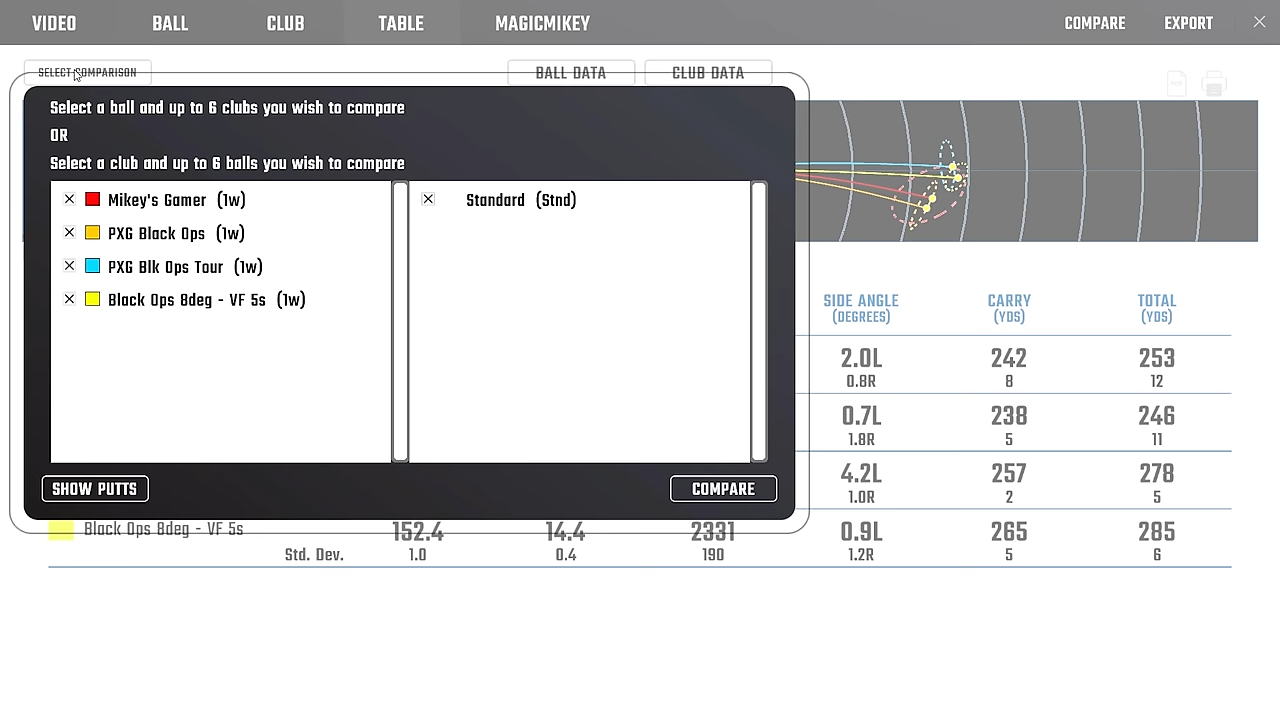 VIDEO BALL CLUB TABLE MAGICMIKEY COMPARE EXPORT
SELECT COMPARISON BALL DATA CLUB DATA
Select a ball and up to 6 clubs you wish to compare
OR
Select a club and up to 6 balls you wish to compare
Mikey's Gamer (1w)
PXG Black Ops (1w)
PXG Blk Ops Tour (1w)
Black Ops 8deg - VF 5s (1w)
Standard (Stnd)
SHOW PUTTS COMPARE
SIDE ANGLE CARRY TOTAL
(DEGREES) (YDS) (YDS)
2.0L 242 253
0.8R 8 12
0.7L 238 246
1.8R 5 11
4.2L 257 278
1.0R 2 5
Black Ops 8deg - VF 5s 152.4 14.4 2331 0.9L 265 285
Std. Dev. 1.0 0.4 190 1.2R 5 6